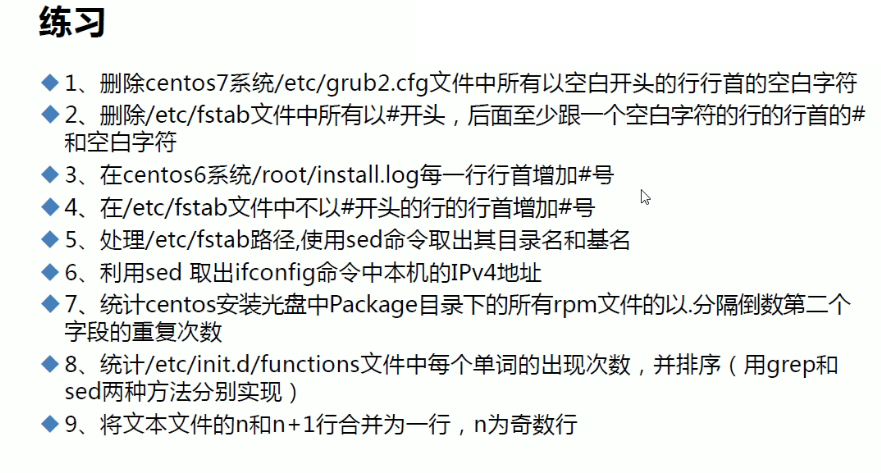 练习
1、删除centos7系统/etc/grub2.cfg文件中所有以空白开头的行行首的空白字符
2、删除/etc/fstab文件中所有以#开头，后面至少跟一个空白字符的行的行首的#
和空白字符
3、在centos6系统/root/install.log每一行行首增加#号
4、在/etc/fstab文件中不以#开头的行的行首增加#号
5、处理/etc/fstab路径,使用sed命令取出其目录名和基名
6、利用sed 取出ifconfig命令中本机的IPv4地址
7、统计centos安装光盘中Package目录下的所有rpm文件的以.分隔倒数第二个
字段的重复次数
8、统计/etc/init.d/functions文件中每个单词的出现次数，并排序（用grep和
sed两种方法分别实现）
9、将文本文件的n和n+1行合并为一行，n为奇数行